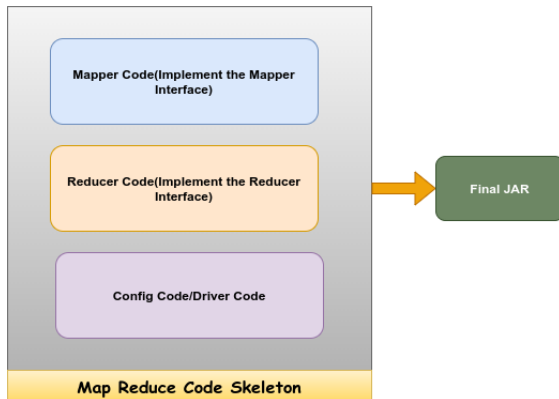 Mapper Code(Implement the Mapper
Interface)
Reducer Code(Implement the Reducer
Interface)
Final JAR
Config Code/Driver Code
Map Reduce Code Skeleton